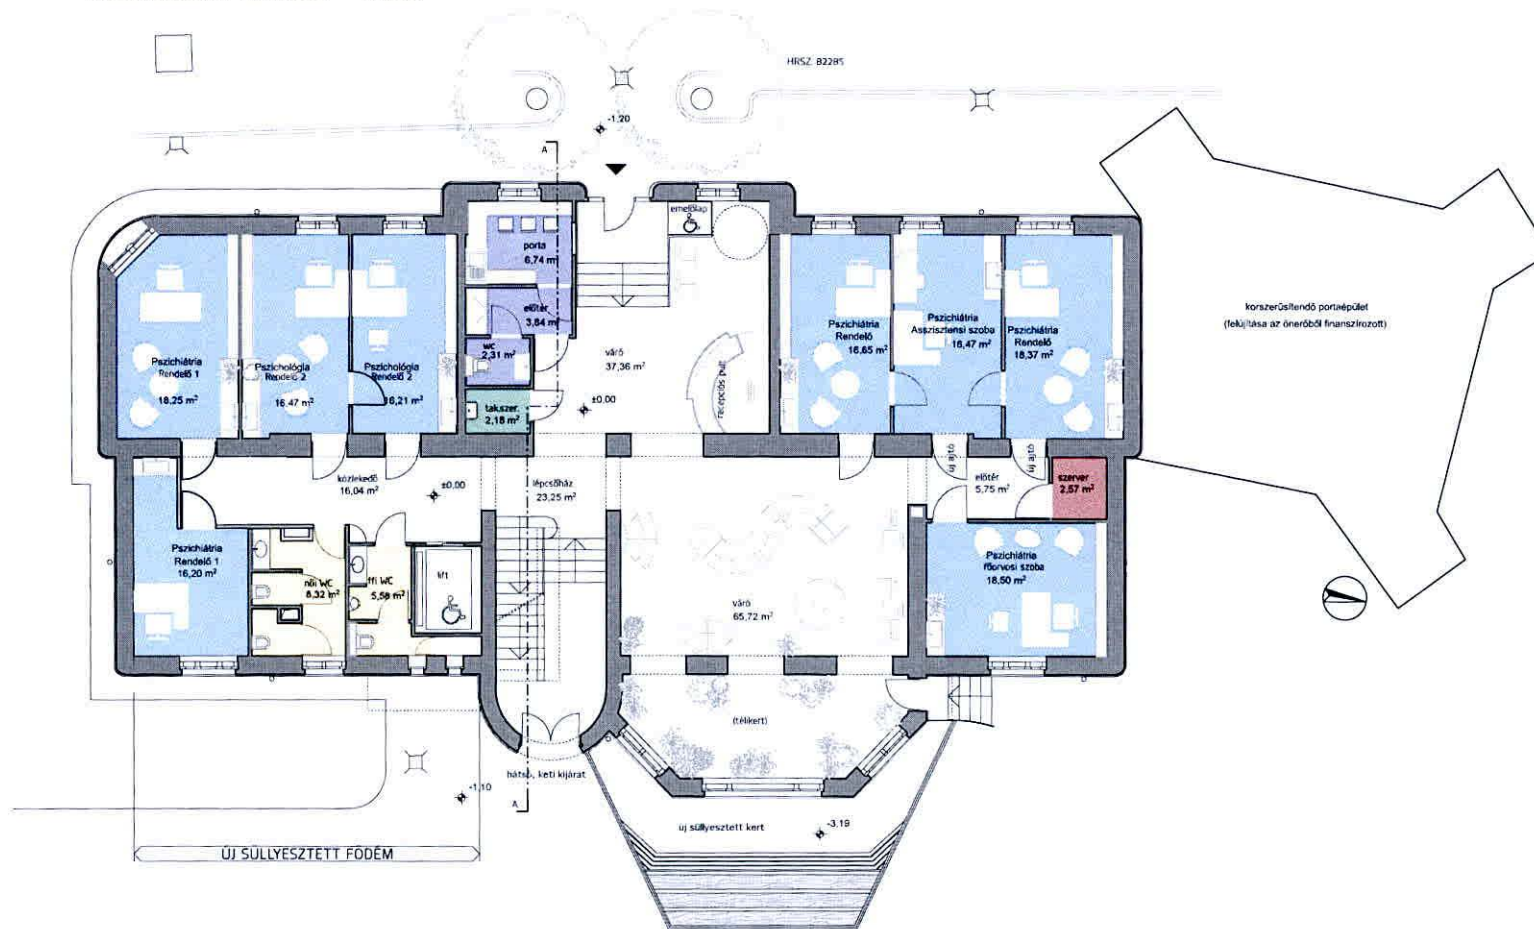 HRSZ. 82285
-1,20
A
emelőlap
porta
6,74 m²
előtér
3,84 m²
wc
2,31 m²
tak.szer.
2,18 m²
váró
37,36 m²
±0,00
recepciós pult
Pszichiátria
Rendelő 1
18,25 m²
Pszichológia
Rendelő 2
16,47 m²
Pszichológia
Rendelő 2
16,21 m²
Pszichiátria
Rendelő
16,65 m²
Pszichiátria
Asszisztensi szoba
16,47 m²
Pszichiátria
Rendelő
18,37 m²
korszerűsítendő portaépület
(felújítása az önerőből finanszírozott)
közlekedő
16,04 m²
±0,00
lépcsőház
23,25 m²
új ajtó
új ajtó
előtér
5,75 m²
szerver
2,57 m²
Pszichiátria
Rendelő 1
16,20 m²
női WC
8,32 m²
ffi WC
5,58 m²
lift
váró
65,72 m²
Pszichiátria
főorvosi szoba
18,50 m²
(télikert)
hátsó, keti kijárat
-1,10
A
új süllyesztett kert
-3,19
ÚJ SÜLLYESZTETT FÖDÉM